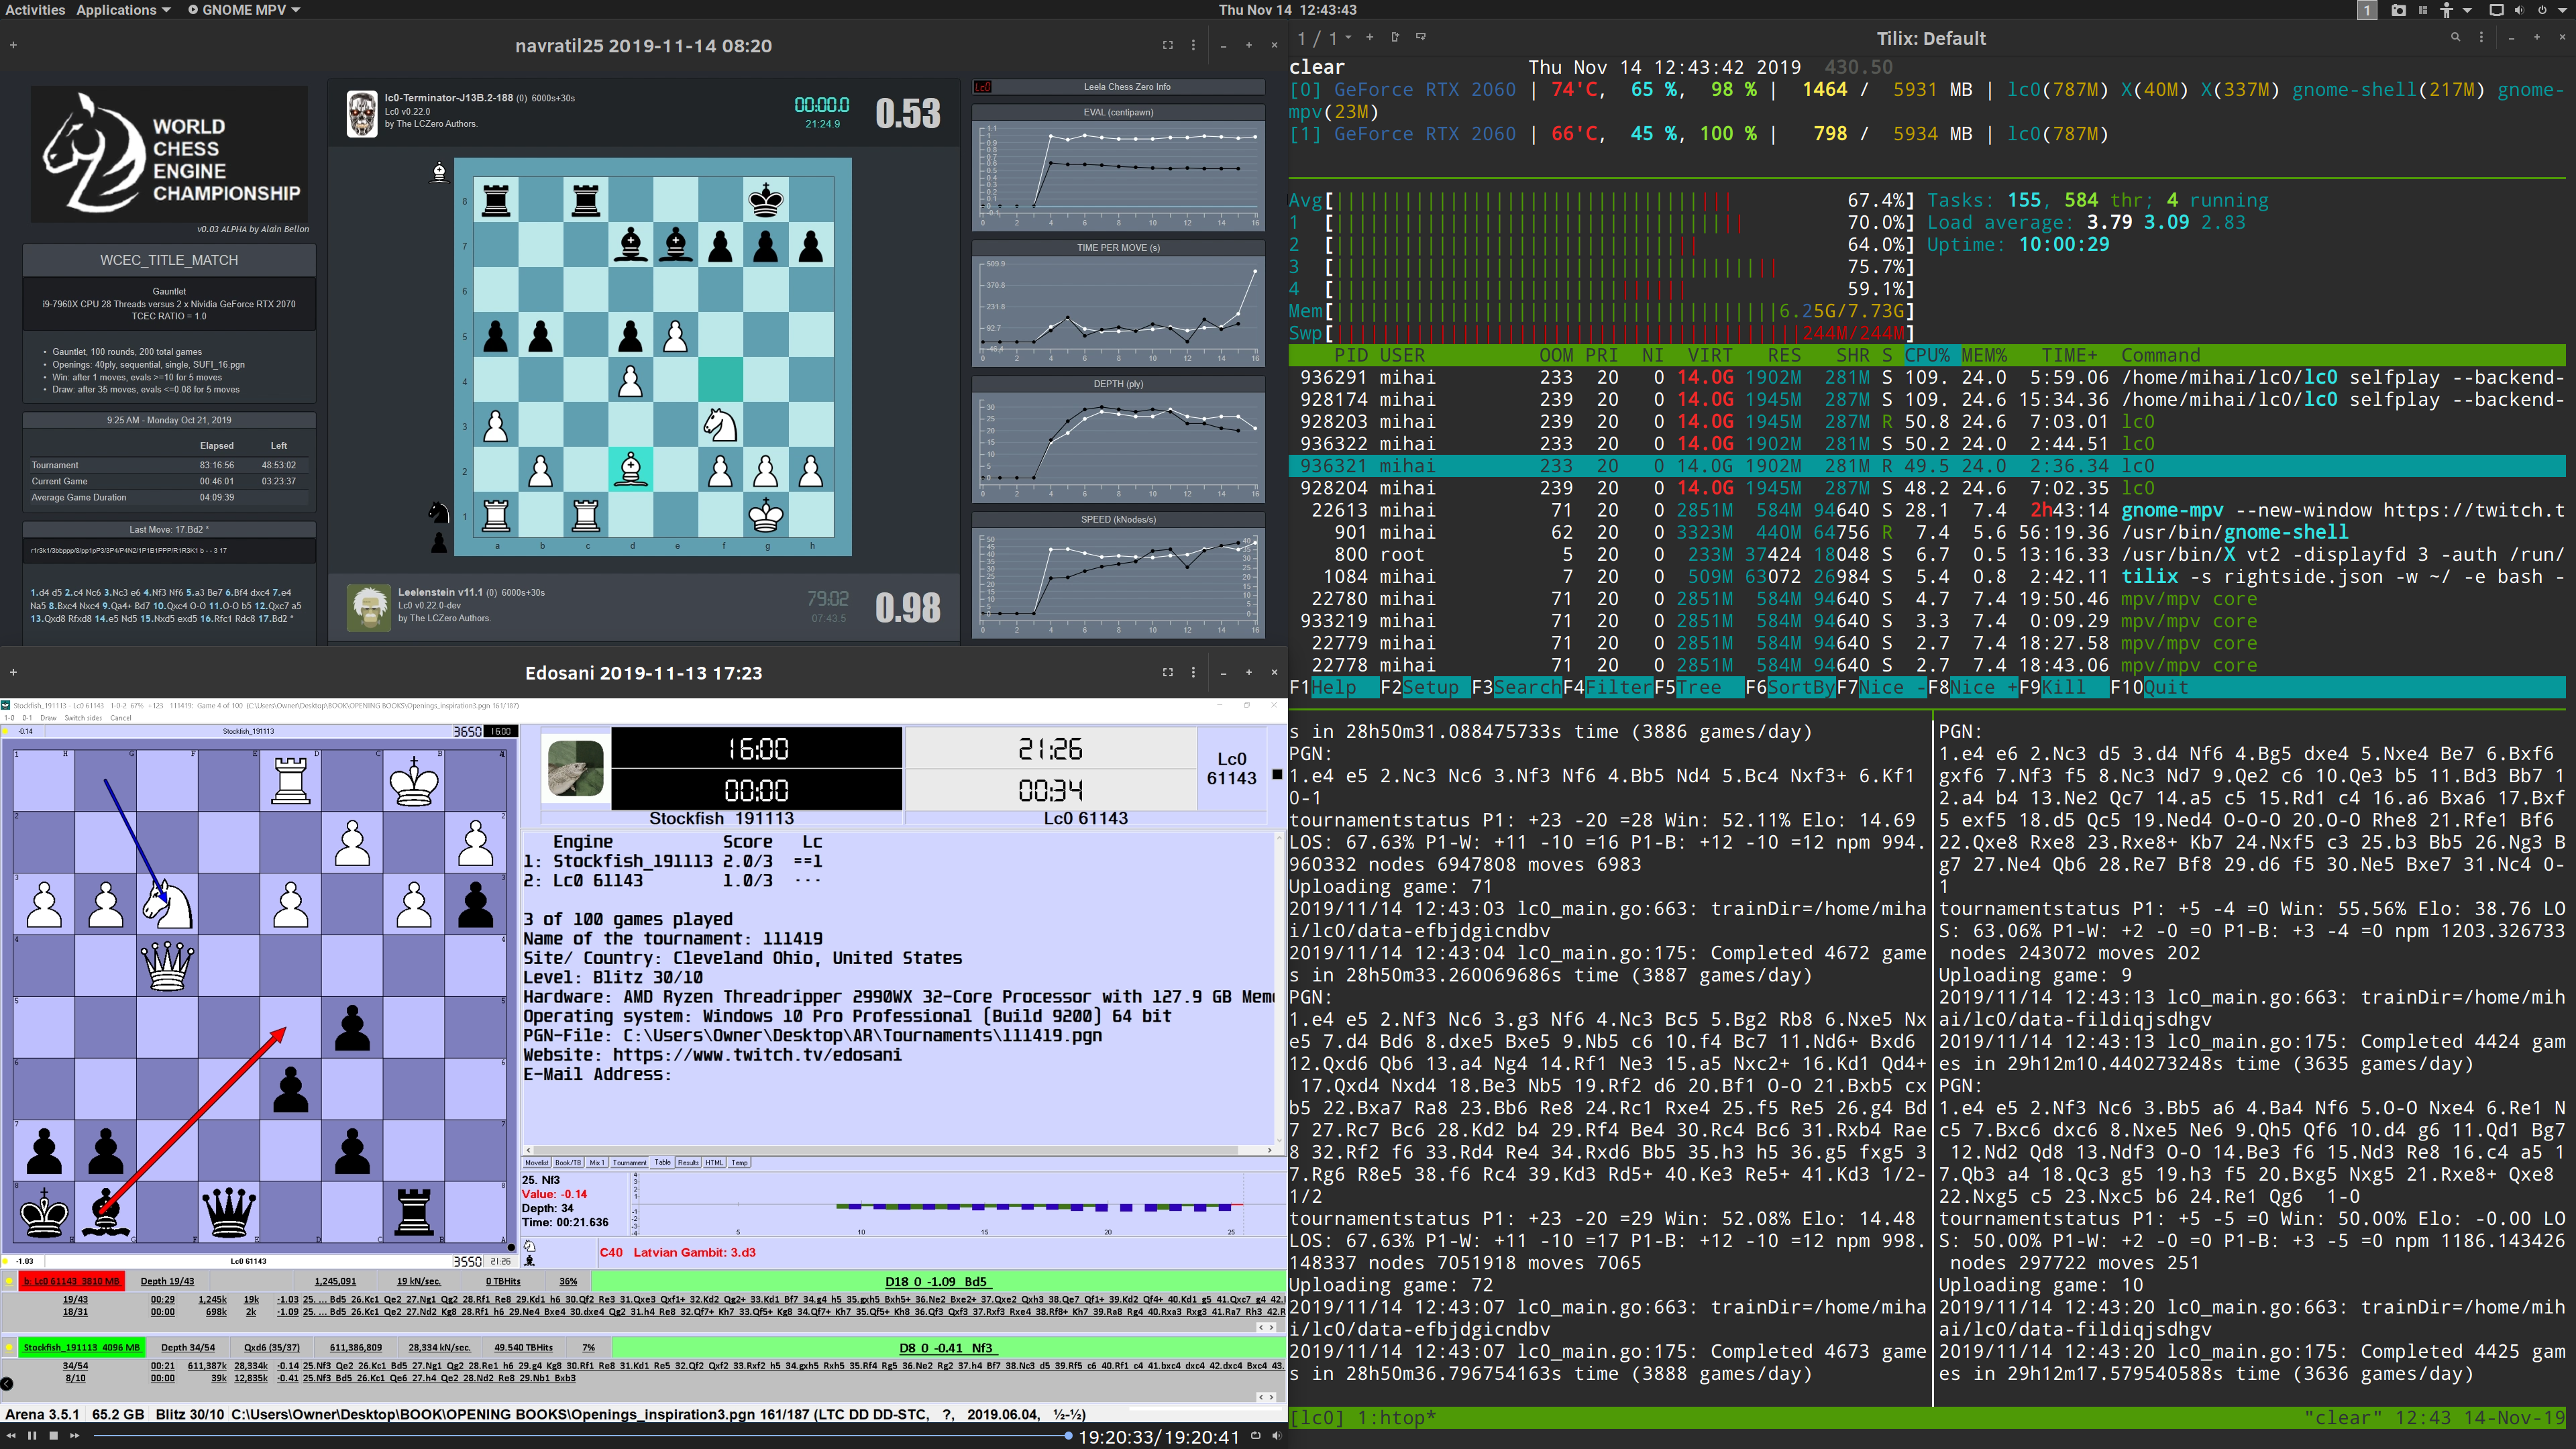 Activities Applications GNOME MPV
Thu Nov 14 12:43:43
1
navratil25 2019-11-14 08:20
WORLD
CHESS
ENGINE
CHAMPIONSHIP
v0.03 ALPHA by Alain Bellon
WCEC_TITLE_MATCH
Gauntlet
i9-7960X CPU 28 Threads versus 2 x Nividia GeForce RTX 2070
TCEC RATIO = 1.0
Gauntlet, 100 rounds, 200 total games
Openings: 40ply, sequential, single, SUFI_16.pgn
Win: after 1 moves, evals >=10 for 5 moves
Draw: after 35 moves, evals <=0.08 for 5 moves
9:25 AM - Monday Oct 21, 2019
Elapsed Left
Tournament 83:16:56 48:53:02
Current Game 00:46:01 03:23:37
Average Game Duration 04:09:39
Last Move: 17.Bd2 *
r1r3k1/3bbppp/8/pp1pP3/3P4/P4N2/1P1B1PPP/R1R3K1 b - - 3 17
1.d4 d5 2.c4 Nc6 3.Nc3 e6 4.Nf3 Nf6 5.a3 Be7 6.Bf4 dxc4 7.e4
Na5 8.Bxc4 Nxc4 9.Qa4+ Bd7 10.Qxc4 O-O 11.O-O b5 12.Qxc7 a5
13.Qxd8 Rfxd8 14.e5 Nd5 15.Nxd5 exd5 16.Rfc1 Rdc8 17.Bd2 *
lc0-Terminator-J13B.2-188 (0) 6000s+30s
Lc0 v0.22.0
by The LCZero Authors.
00:00.0
21:24.9
0.53
8
7
6
5
4
3
2
1
a b c d e f g h
Leelenstein v11.1 (0) 6000s+30s
Lc0 v0.22.0-dev
by The LCZero Authors.
79:02
07:43.5
0.98
Leela Chess Zero Info
EVAL (centipawn)
TIME PER MOVE (s)
DEPTH (ply)
SPEED (kNodes/s)
Edosani 2019-11-13 17:23
Stockfish_191113 - Lc0 61143 1-0-2 67% +123 111419: Game 4 of 100 (C:\Users\Owner\Desktop\BOOK\OPENING BOOKS\Openings_inspiration3.pgn 161/187)
1-0 0-1 Draw Switch sides Cancel
-0.14 Stockfish_191113 3650 16:00
16:00 21:26
00:00 00:34
Stockfish 191113 Lc0 61143
Lc0
61143
Engine Score Lc
1: Stockfish_191113 2.0/3 ==1
2: Lc0 61143 1.0/3 ---
3 of 100 games played
Name of the tournament: 111419
Site/ Country: Cleveland Ohio, United States
Level: Blitz 30/10
Hardware: AMD Ryzen Threadripper 2990WX 32-Core Processor with 127.9 GB Mem
Operating system: Windows 10 Pro Professional (Build 9200) 64 bit
PGN-File: C:\Users\Owner\Desktop\AR\Tournaments\111419.pgn
Website: https://www.twitch.tv/edosani
E-Mail Address:
Movelist Book/TB Mix 1 Tournament Table Results HTML Temp
25. Nf3
Value: -0.14
Depth: 34
Time: 00:21.636
5 10 15 20 25
C40 Latvian Gambit: 3.d3
-1.03 Lc0 61143 3550 21:26
b: Lc0 61143 3810 MB Depth 19/43 1,245,091 19 kN/sec. 0 TBHits 36% D18 0 -1.09 Bd5
19/43 00:29 1,245k 19k -1.03 25. ... Bd5 26.Kc1 Qe2 27.Ng1 Qg2 28.Rf1 Re8 29.Kd1 h6 30.Qf2 Re3 31.Qxe3 Qxf1+ 32.Kd2 Qg2+ 33.Kd1 Bf7 34.g4 h5 35.gxh5 Bxh5+ 36.Ne2 Bxe2+ 37.Qxe2 Qxh3 38.Qe7 Qf1+ 39.Kd2 Qf4+ 40.Kd1 g5 41.Qxc7 g4 42.
18/31 00:00 698k 2k -1.09 25. ... Bd5 26.Kc1 Qe2 27.Nd2 Kg8 28.Rf1 h6 29.Ne4 Bxe4 30.dxe4 Qg2 31.h4 Re8 32.Qf7+ Kh7 33.Qf5+ Kg8 34.Qf7+ Kh7 35.Qf5+ Kh8 36.Qf3 Qxf3 37.Rxf3 Rxe4 38.Rf8+ Kh7 39.Ra8 Rg4 40.Rxa3 Rxg3 41.Ra7 Rh3 42.R
Stockfish_191113 4096 MB Depth 34/54 Qxd6 (35/37) 611,386,809 28,334 kN/sec. 49.540 TBHits 7% D8 0 -0.41 Nf3
34/54 00:21 611,387k 28,334k -0.14 25.Nf3 Qe2 26.Kc1 Bd5 27.Ng1 Qg2 28.Re1 h6 29.g4 Kg8 30.Rf1 Re8 31.Kd1 Re5 32.Qf2 Qxf2 33.Rxf2 h5 34.gxh5 Rxh5 35.Rf4 Rg5 36.Ne2 Rg2 37.h4 Bf7 38.Nc3 d5 39.Rf5 c6 40.Rf1 c4 41.bxc4 dxc4 42.dxc4 Bxc4 43.
8/10 00:00 39k 12,835k -0.41 25.Nf3 Bd5 26.Kc1 Qe6 27.h4 Qe2 28.Nd2 Re8 29.Nb1 Bxb3
Arena 3.5.1 65.2 GB Blitz 30/10 C:\Users\Owner\Desktop\BOOK\OPENING BOOKS\Openings_inspiration3.pgn 161/187 (LTC DD DD-STC, ?, 2019.06.04, ½-½)
19:20:33/19:20:41
1 / 1
Tilix: Default
clear Thu Nov 14 12:43:42 2019 430.50
[0] GeForce RTX 2060 | 74'C, 65 %, 98 % | 1464 / 5931 MB | lc0(787M) X(40M) X(337M) gnome-shell(217M) gnome-
mpv(23M)
[1] GeForce RTX 2060 | 66'C, 45 %, 100 % | 798 / 5934 MB | lc0(787M)
Avg[ 67.4%] Tasks: 155, 584 thr; 4 running
1 [ 70.0%] Load average: 3.79 3.09 2.83
2 [ 64.0%] Uptime: 10:00:29
3 [ 75.7%]
4 [ 59.1%]
Mem[ 6.25G/7.73G]
Swp[ 244M/244M]
PID USER OOM PRI NI VIRT RES SHR S CPU% MEM% TIME+ Command
936291 mihai 233 20 0 14.0G 1902M 281M S 109. 24.0 5:59.06 /home/mihai/lc0/lc0 selfplay --backend-
928174 mihai 239 20 0 14.0G 1945M 287M S 109. 24.6 15:34.36 /home/mihai/lc0/lc0 selfplay --backend-
928203 mihai 239 20 0 14.0G 1945M 287M R 50.8 24.6 7:03.01 lc0
936322 mihai 233 20 0 14.0G 1902M 281M S 50.2 24.0 2:44.51 lc0
936321 mihai 233 20 0 14.0G 1902M 281M R 49.5 24.0 2:36.34 lc0
928204 mihai 239 20 0 14.0G 1945M 287M S 48.2 24.6 7:02.35 lc0
22613 mihai 71 20 0 2851M 584M 94640 S 28.1 7.4 2h43:14 gnome-mpv --new-window https://twitch.t
901 mihai 62 20 0 3323M 440M 64756 R 7.4 5.6 56:19.36 /usr/bin/gnome-shell
800 root 5 20 0 233M 37424 18048 S 6.7 0.5 13:16.33 /usr/bin/X vt2 -displayfd 3 -auth /run/
1084 mihai 7 20 0 509M 63072 26984 S 5.4 0.8 2:42.11 tilix -s rightside.json -w ~/ -e bash -
22780 mihai 71 20 0 2851M 584M 94640 S 4.7 7.4 19:50.46 mpv/mpv core
933219 mihai 71 20 0 2851M 584M 94640 S 3.3 7.4 0:09.29 mpv/mpv core
22779 mihai 71 20 0 2851M 584M 94640 S 2.7 7.4 18:27.58 mpv/mpv core
22778 mihai 71 20 0 2851M 584M 94640 S 2.7 7.4 18:43.06 mpv/mpv core
F1Help F2Setup F3SearchF4FilterF5Tree F6SortByF7Nice -F8Nice +F9Kill F10Quit
s in 28h50m31.088475733s time (3886 games/day)
PGN:
1.e4 e5 2.Nc3 Nc6 3.Nf3 Nf6 4.Bb5 Nd4 5.Bc4 Nxf3+ 6.Kf1
0-1
tournamentstatus P1: +23 -20 =28 Win: 52.11% Elo: 14.69
LOS: 67.63% P1-W: +11 -10 =16 P1-B: +12 -10 =12 npm 994.
960332 nodes 6947808 moves 6983
Uploading game: 71
2019/11/14 12:43:03 lc0_main.go:663: trainDir=/home/miha
i/lc0/data-efbjdgicndbv
2019/11/14 12:43:04 lc0_main.go:175: Completed 4672 game
s in 28h50m33.260069686s time (3887 games/day)
PGN:
1.e4 e5 2.Nf3 Nc6 3.g3 Nf6 4.Nc3 Bc5 5.Bg2 Rb8 6.Nxe5 Nx
e5 7.d4 Bd6 8.dxe5 Bxe5 9.Nb5 c6 10.f4 Bc7 11.Nd6+ Bxd6
12.Qxd6 Qb6 13.a4 Ng4 14.Rf1 Ne3 15.a5 Nxc2+ 16.Kd1 Qd4+
17.Qxd4 Nxd4 18.Be3 Nb5 19.Rf2 d6 20.Bf1 O-O 21.Bxb5 cx
b5 22.Bxa7 Ra8 23.Bb6 Re8 24.Rc1 Rxe4 25.f5 Re5 26.g4 Bd
7 27.Rc7 Bc6 28.Kd2 b4 29.Rf4 Be4 30.Rc4 Bc6 31.Rxb4 Rae
8 32.Rf2 f6 33.Rd4 Re4 34.Rxd6 Bb5 35.h3 h5 36.g5 fxg5 3
7.Rg6 R8e5 38.f6 Rc4 39.Kd3 Rd5+ 40.Ke3 Re5+ 41.Kd3 1/2-
1/2
tournamentstatus P1: +23 -20 =29 Win: 52.08% Elo: 14.48
LOS: 67.63% P1-W: +11 -10 =17 P1-B: +12 -10 =12 npm 998.
148337 nodes 7051918 moves 7065
Uploading game: 72
2019/11/14 12:43:07 lc0_main.go:663: trainDir=/home/miha
i/lc0/data-efbjdgicndbv
2019/11/14 12:43:07 lc0_main.go:175: Completed 4673 game
s in 28h50m36.796754163s time (3888 games/day)
PGN:
1.e4 e6 2.Nc3 d5 3.d4 Nf6 4.Bg5 dxe4 5.Nxe4 Be7 6.Bxf6
gxf6 7.Nf3 f5 8.Nc3 Nd7 9.Qe2 c6 10.Qe3 b5 11.Bd3 Bb7 1
2.a4 b4 13.Ne2 Qc7 14.a5 c5 15.Rd1 c4 16.a6 Bxa6 17.Bxf
5 exf5 18.d5 Qc5 19.Ned4 O-O-O 20.O-O Rhe8 21.Rfe1 Bf6
22.Qxe8 Rxe8 23.Rxe8+ Kb7 24.Nxf5 c3 25.b3 Bb5 26.Ng3 B
g7 27.Ne4 Qb6 28.Re7 Bf8 29.d6 f5 30.Ne5 Bxe7 31.Nc4 0-
1
tournamentstatus P1: +5 -4 =0 Win: 55.56% Elo: 38.76 LO
S: 63.06% P1-W: +2 -0 =0 P1-B: +3 -4 =0 npm 1203.326733
nodes 243072 moves 202
Uploading game: 9
2019/11/14 12:43:13 lc0_main.go:663: trainDir=/home/mih
ai/lc0/data-fildiqjsdhgv
2019/11/14 12:43:13 lc0_main.go:175: Completed 4424 gam
es in 29h12m10.440273248s time (3635 games/day)
PGN:
1.e4 e5 2.Nf3 Nc6 3.Bb5 a6 4.Ba4 Nf6 5.O-O Nxe4 6.Re1 N
c5 7.Bxc6 dxc6 8.Nxe5 Ne6 9.Qh5 Qf6 10.d4 g6 11.Qd1 Bg7
12.Nd2 Qd8 13.Ndf3 O-O 14.Be3 f6 15.Nd3 Re8 16.c4 a5 1
7.Qb3 a4 18.Qc3 g5 19.h3 f5 20.Bxg5 Nxg5 21.Rxe8+ Qxe8
22.Nxg5 c5 23.Nxc5 b6 24.Re1 Qg6 1-0
tournamentstatus P1: +5 -5 =0 Win: 50.00% Elo: -0.00 LO
S: 50.00% P1-W: +2 -0 =0 P1-B: +3 -5 =0 npm 1186.143426
nodes 297722 moves 251
Uploading game: 10
2019/11/14 12:43:20 lc0_main.go:663: trainDir=/home/mih
ai/lc0/data-fildiqjsdhgv
2019/11/14 12:43:20 lc0_main.go:175: Completed 4425 gam
es in 29h12m17.579540588s time (3636 games/day)
[lc0] 1:htop* "clear" 12:43 14-Nov-19